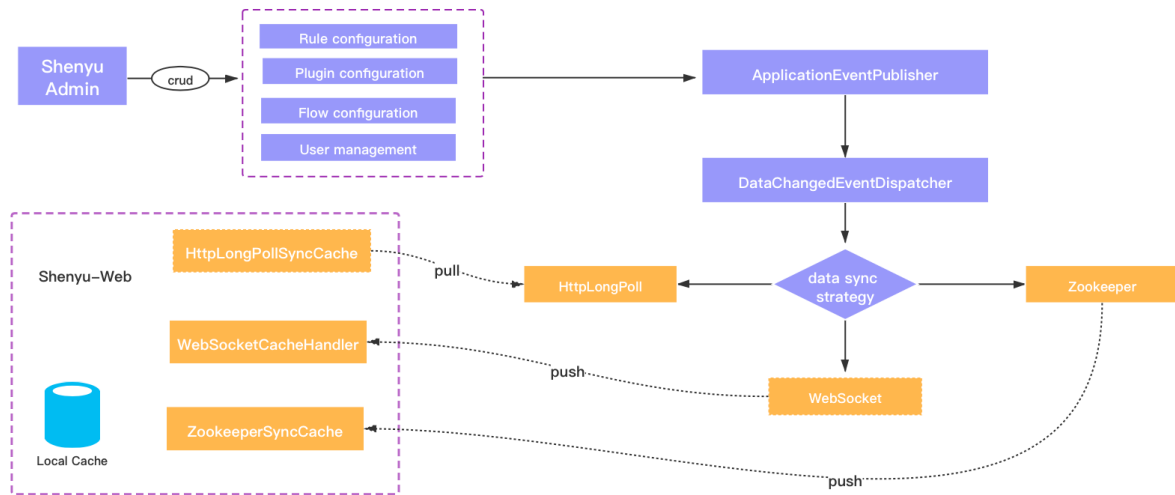 Shenyu
Admin
crud
Rule configuration
Plugin configuration
Flow configuration
User management
ApplicationEventPublisher
DataChangedEventDispatcher
data sync
strategy
HttpLongPoll
Zookeeper
WebSocket
pull
push
push
Shenyu-Web
HttpLongPollSyncCache
WebSocketCacheHandler
ZookeeperSyncCache
Local Cache